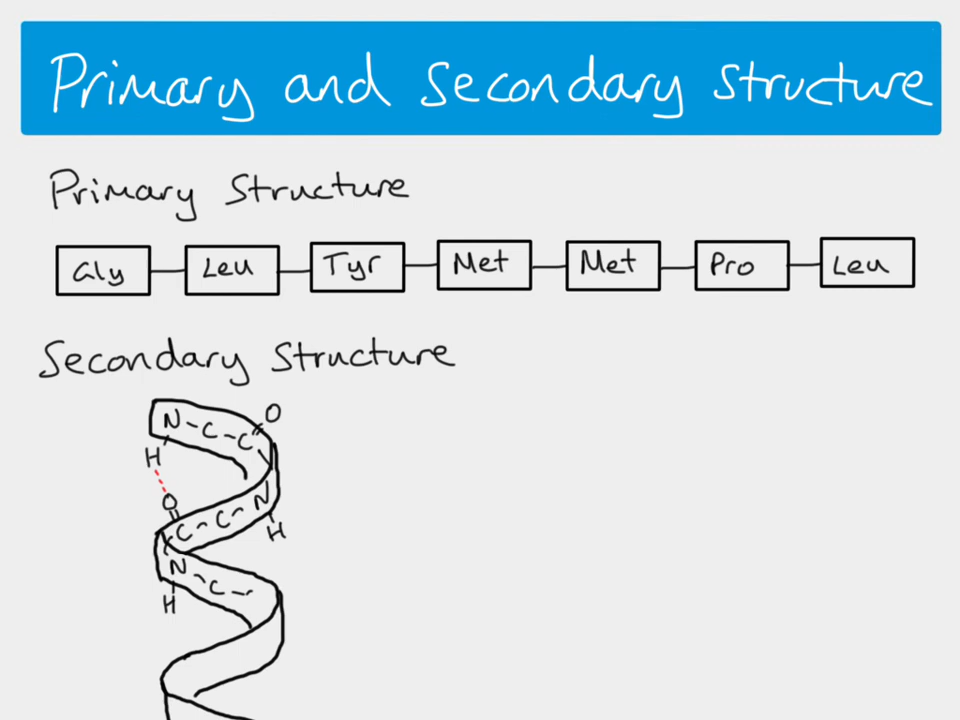 Primary and Secondary Structure
Primary Structure
Gly Leu Tyr Met Met Pro Leu
Secondary Structure
N-C-C=O
H
O
C-C-N
H
N-C-
H